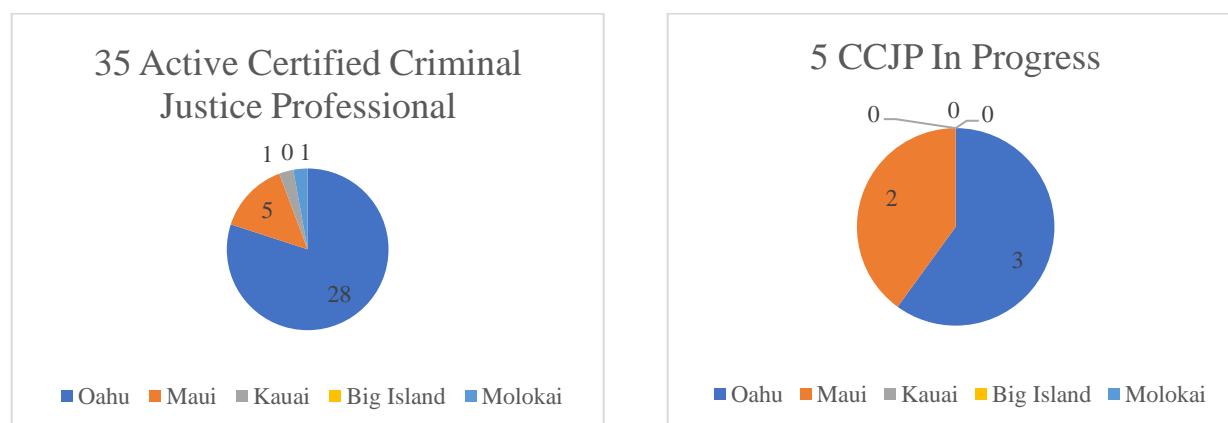 35 Active Certified Criminal
Justice Professional
1 0 1
5
28
Oahu Maui Kauai Big Island Molokai
5 CCJP In Progress
0 0 0
2
3
Oahu Maui Kauai Big Island Molokai